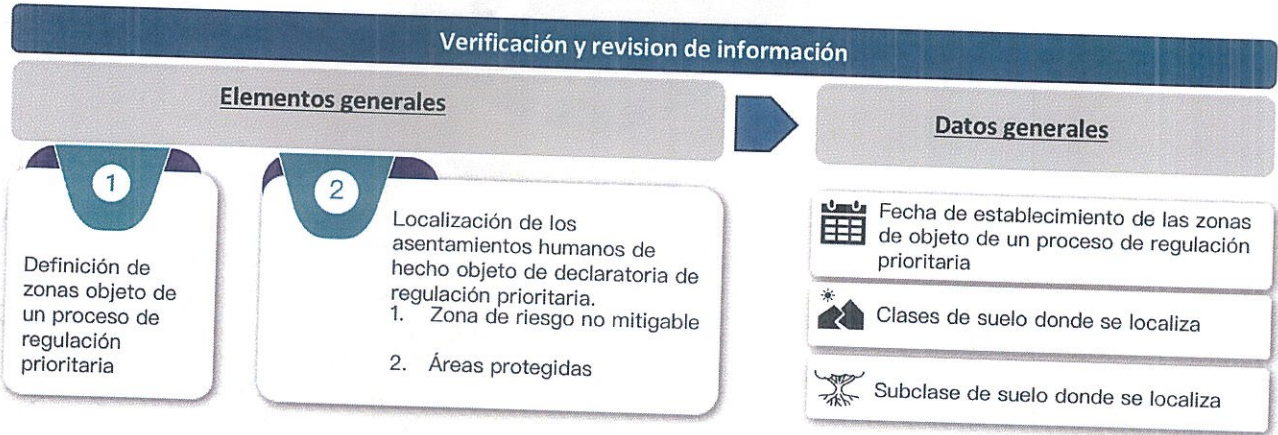 Verificación y revision de información
Elementos generales
1
Definición de
zonas objeto de
un proceso de
regulación
prioritaria
2
Localización de los
asentamientos humanos de
hecho objeto de declaratoria de
regulación prioritaria.
1. Zona de riesgo no mitigable
2. Áreas protegidas
Datos generales
Fecha de establecimiento de las zonas
de objeto de un proceso de regulación
prioritaria
Clases de suelo donde se localiza
Subclase de suelo donde se localiza